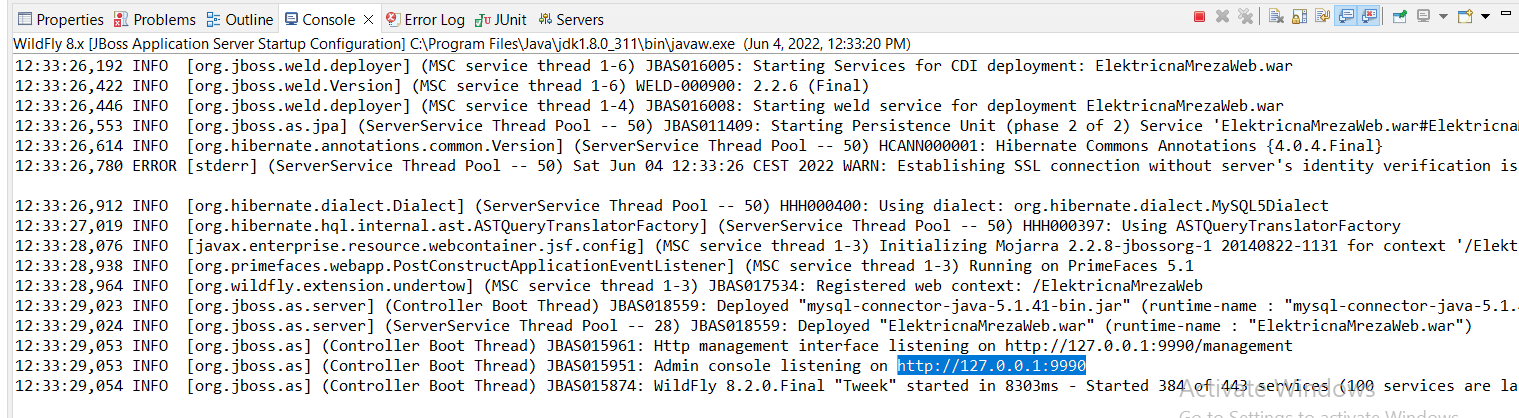 Properties Problems Outline Console Error Log JUnit Servers
WildFly 8.x [JBoss Application Server Startup Configuration] C:\Program Files\Java\jdk1.8.0_311\bin\javaw.exe (Jun 4, 2022, 12:33:20 PM)
12:33:26,192 INFO [org.jboss.weld.deployer] (MSC service thread 1-6) JBAS016005: Starting Services for CDI deployment: ElektricnaMrezaWeb.war
12:33:26,422 INFO [org.jboss.weld.Version] (MSC service thread 1-6) WELD-000900: 2.2.6 (Final)
12:33:26,446 INFO [org.jboss.weld.deployer] (MSC service thread 1-4) JBAS016008: Starting weld service for deployment ElektricnaMrezaWeb.war
12:33:26,553 INFO [org.jboss.as.jpa] (ServerService Thread Pool -- 50) JBAS011409: Starting Persistence Unit (phase 2 of 2) Service 'ElektricnaMrezaWeb.war#Elektricna
12:33:26,614 INFO [org.hibernate.annotations.common.Version] (ServerService Thread Pool -- 50) HCANN000001: Hibernate Commons Annotations {4.0.4.Final}
12:33:26,780 ERROR [stderr] (ServerService Thread Pool -- 50) Sat Jun 04 12:33:26 CEST 2022 WARN: Establishing SSL connection without server's identity verification is
12:33:26,912 INFO [org.hibernate.dialect.Dialect] (ServerService Thread Pool -- 50) HHH000400: Using dialect: org.hibernate.dialect.MySQL5Dialect
12:33:27,019 INFO [org.hibernate.hql.internal.ast.ASTQueryTranslatorFactory] (ServerService Thread Pool -- 50) HHH000397: Using ASTQueryTranslatorFactory
12:33:28,076 INFO [javax.enterprise.resource.webcontainer.jsf.config] (MSC service thread 1-3) Initializing Mojarra 2.2.8-jbossorg-1 20140822-1131 for context '/Elekt
12:33:28,938 INFO [org.primefaces.webapp.PostConstructApplicationEventListener] (MSC service thread 1-3) Running on PrimeFaces 5.1
12:33:28,964 INFO [org.wildfly.extension.undertow] (MSC service thread 1-3) JBAS017534: Registered web context: /ElektricnaMrezaWeb
12:33:29,023 INFO [org.jboss.as.server] (Controller Boot Thread) JBAS018559: Deployed "mysql-connector-java-5.1.41-bin.jar" (runtime-name : "mysql-connector-java-5.1.4
12:33:29,024 INFO [org.jboss.as.server] (ServerService Thread Pool -- 28) JBAS018559: Deployed "ElektricnaMrezaWeb.war" (runtime-name : "ElektricnaMrezaWeb.war")
12:33:29,053 INFO [org.jboss.as] (Controller Boot Thread) JBAS015961: Http management interface listening on http://127.0.0.1:9990/management
12:33:29,053 INFO [org.jboss.as] (Controller Boot Thread) JBAS015951: Admin console listening on http://127.0.0.1:9990
12:33:29,054 INFO [org.jboss.as] (Controller Boot Thread) JBAS015874: WildFly 8.2.0.Final "Tweek" started in 8303ms - Started 384 of 443 services (100 services are la
Activate Windows
Go to Settings to activate Windows.